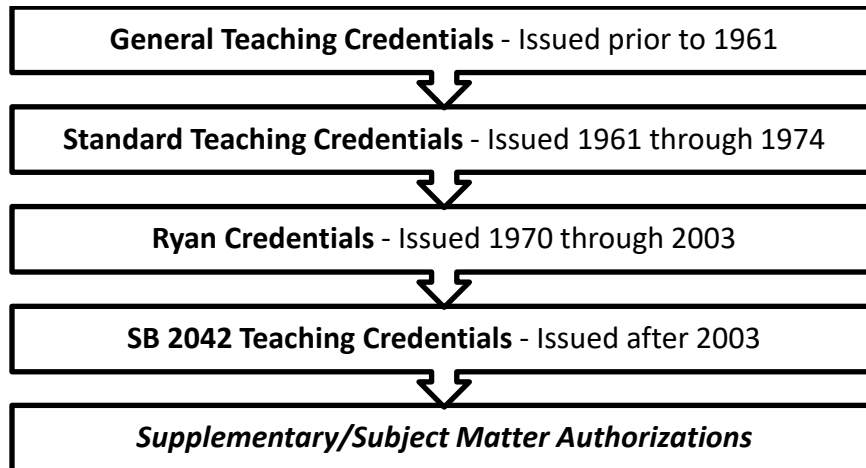 General Teaching Credentials - Issued prior to 1961
Standard Teaching Credentials - Issued 1961 through 1974
Ryan Credentials - Issued 1970 through 2003
SB 2042 Teaching Credentials - Issued after 2003
Supplementary/Subject Matter Authorizations